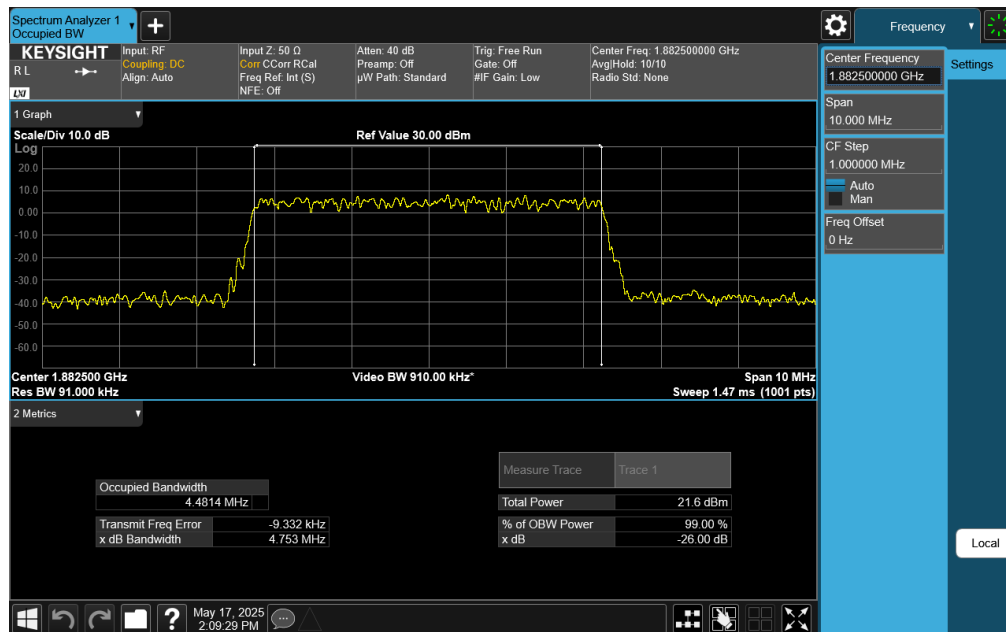 Spectrum Analyzer 1
Occupied BW
Frequency
KEYSIGHT
R L
LXI
Input: RF
Coupling: DC
Align: Auto
Input Z: 50 Ω
Corr CCorr RCal
Freq Ref: Int (S)
NFE: Off
Atten: 40 dB
Preamp: Off
µW Path: Standard
Trig: Free Run
Gate: Off
#IF Gain: Low
Center Freq: 1.882500000 GHz
Avg|Hold: 10/10
Radio Std: None
Center Frequency
1.882500000 GHz
Settings
Span
10.000 MHz
CF Step
1.000000 MHz
Auto
Man
Freq Offset
0 Hz
Local
1 Graph
Scale/Div 10.0 dB
Ref Value 30.00 dBm
Log
20.0
10.0
0.00
-10.0
-20.0
-30.0
-40.0
-50.0
-60.0
Center 1.882500 GHz
Video BW 910.00 kHz*
Span 10 MHz
Res BW 91.000 kHz
Sweep 1.47 ms (1001 pts)
2 Metrics
Measure Trace Trace 1
Occupied Bandwidth
4.4814 MHz
Total Power 21.6 dBm
Transmit Freq Error -9.332 kHz
% of OBW Power 99.00 %
x dB Bandwidth 4.753 MHz
x dB -26.00 dB
May 17, 2025
2:09:29 PM